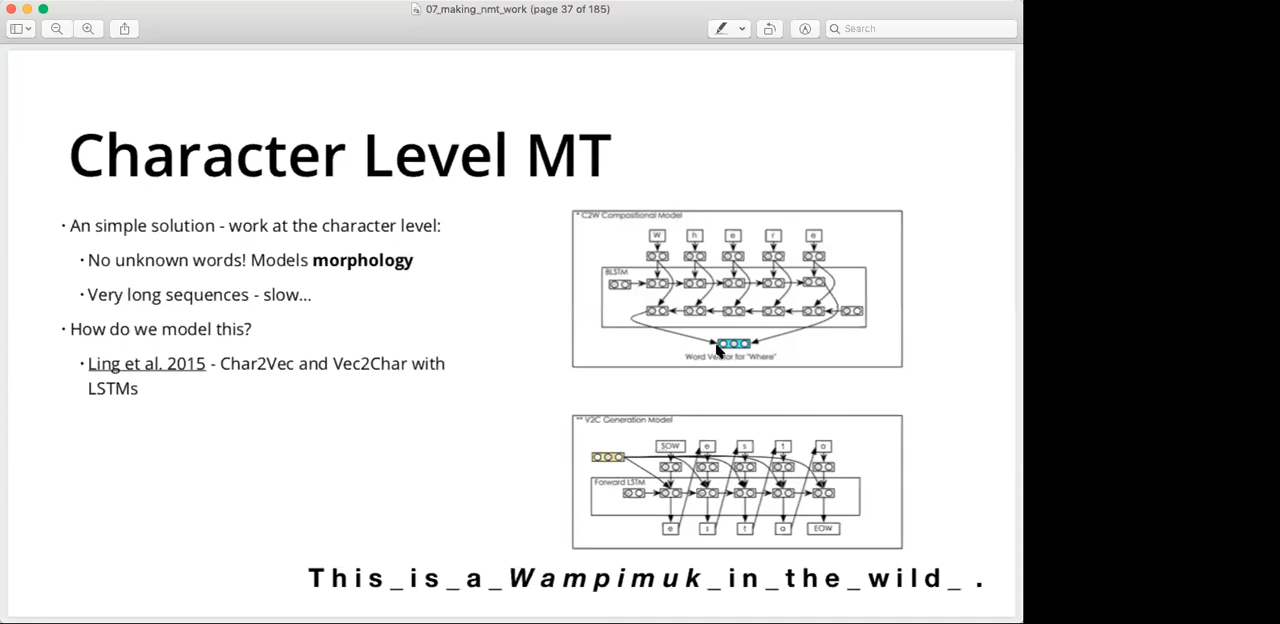 07_making_nmt_work (page 37 of 185)
Search
Character Level MT
· An simple solution - work at the character level:
· No unknown words! Models morphology
· Very long sequences - slow...
· How do we model this?
· Ling et al. 2015 - Char2Vec and Vec2Char with
LSTMs
* C2W Compositional Model
W h e r e
BLSTM
Word Vector for "Where"
** V2C Generation Model
SOW e s t a
Forward LSTM
e s t a EOW
This_is_a_Wampimuk_in_the_wild_.